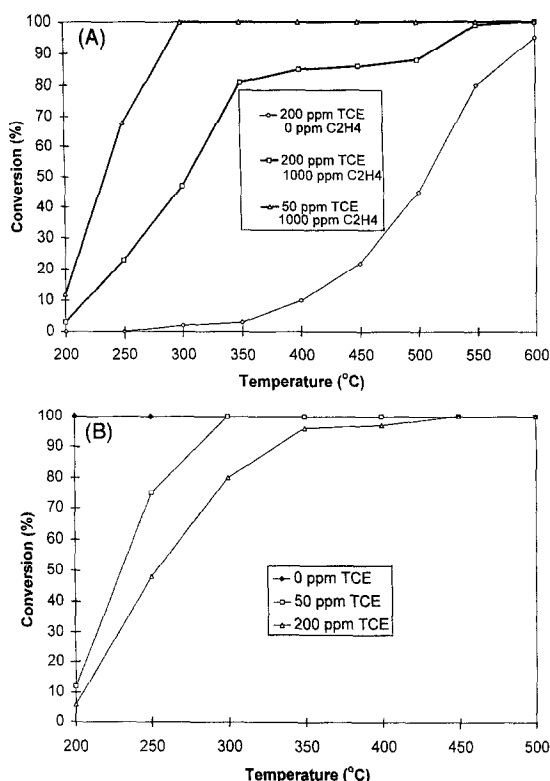 (A)
Conversion (%)
100
90
80
70
60
50
40
30
20
10
0
200 ppm TCE
0 ppm C2H4
200 ppm TCE
1000 ppm C2H4
50 ppm TCE
1000 ppm C2H4
200 250 300 350 400 450 500 550 600
Temperature (°C)
(B)
Conversion (%)
100
90
80
70
60
50
40
30
20
10
0
0 ppm TCE
50 ppm TCE
200 ppm TCE
200 250 300 350 400 450 500
Temperature (°C)